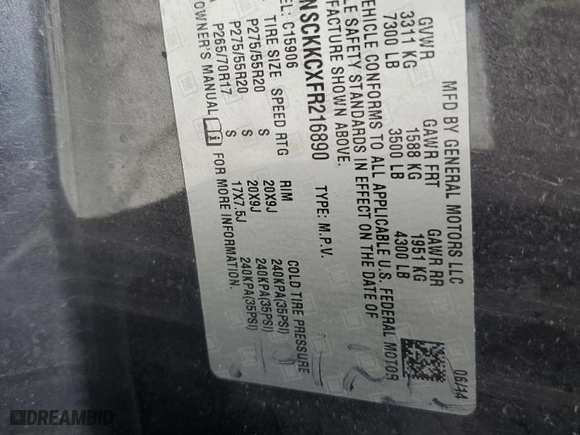 MFD BY GENERAL MOTORS LLC
06/14
GVWR GAWR FRT GAWR RR
3311 KG 1588 KG 1951 KG
7300 LB 3500 LB 4300 LB
VEHICLE CONFORMS TO ALL APPLICABLE U.S. FEDERAL MOTOR
LE SAFETY STANDARDS IN EFFECT ON THE DATE OF
FACTURE SHOWN ABOVE.
NSCKKCXFR216890 TYPE: M.P.V.
EL: C15906
TIRE SIZE SPEED RTG RIM COLD TIRE PRESSURE
P275/55R20 S 20X9J 240KPA(35PSI)
P275/55R20 S 20X9J 240KPA(35PSI)
P265/70R17 S 17X7.5J 240KPA(35PSI)
OWNER'S MANUAL FOR MORE INFORMATION.
DREAMBID